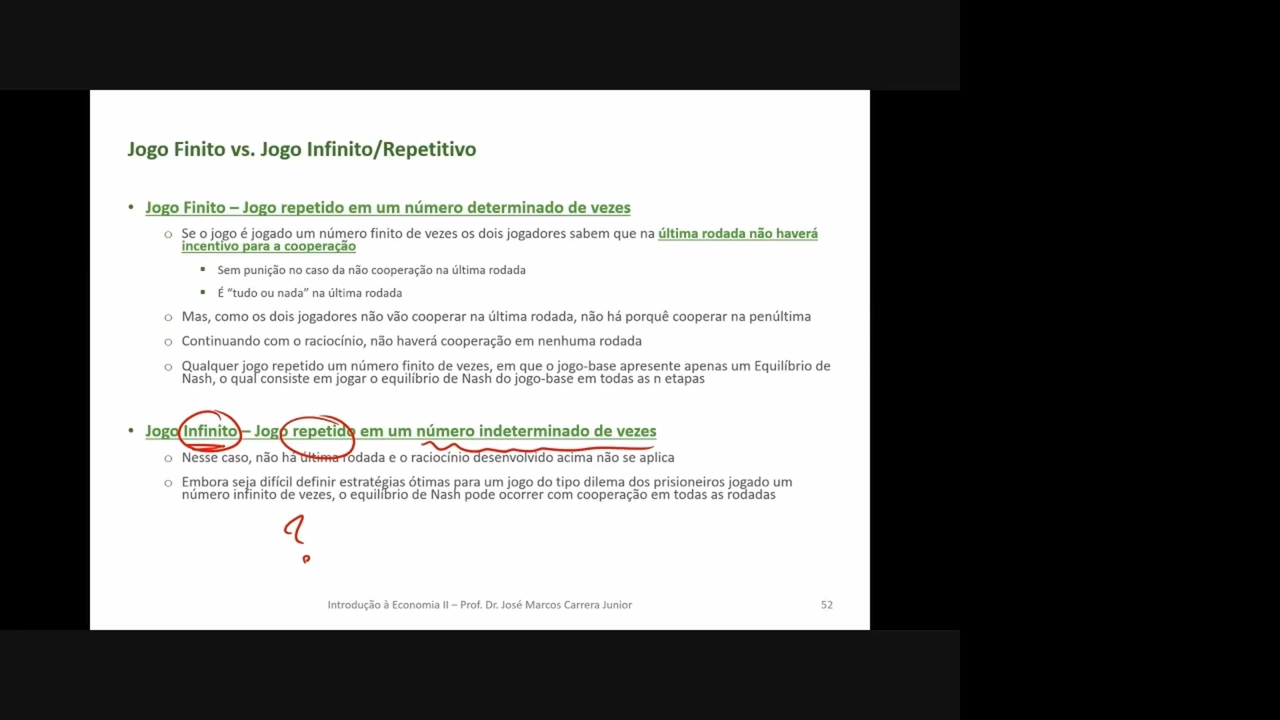 Jogo Finito vs. Jogo Infinito/Repetitivo
• Jogo Finito – Jogo repetido em um número determinado de vezes
o Se o jogo é jogado um número finito de vezes os dois jogadores sabem que na última rodada não haverá
incentivo para a cooperação
▪ Sem punição no caso da não cooperação na última rodada
▪ É “tudo ou nada” na última rodada
o Mas, como os dois jogadores não vão cooperar na última rodada, não há porquê cooperar na penúltima
o Continuando com o raciocínio, não haverá cooperação em nenhuma rodada
o Qualquer jogo repetido um número finito de vezes, em que o jogo-base apresente apenas um Equilíbrio de
Nash, o qual consiste em jogar o equilíbrio de Nash do jogo-base em todas as n etapas
• Jogo Infinito – Jogo repetido em um número indeterminado de vezes
o Nesse caso, não há última rodada e o raciocínio desenvolvido acima não se aplica
o Embora seja difícil definir estratégias ótimas para um jogo do tipo dilema dos prisioneiros jogado um
número infinito de vezes, o equilíbrio de Nash pode ocorrer com cooperação em todas as rodadas
?
Introdução à Economia II – Prof. Dr. José Marcos Carrera Junior
52